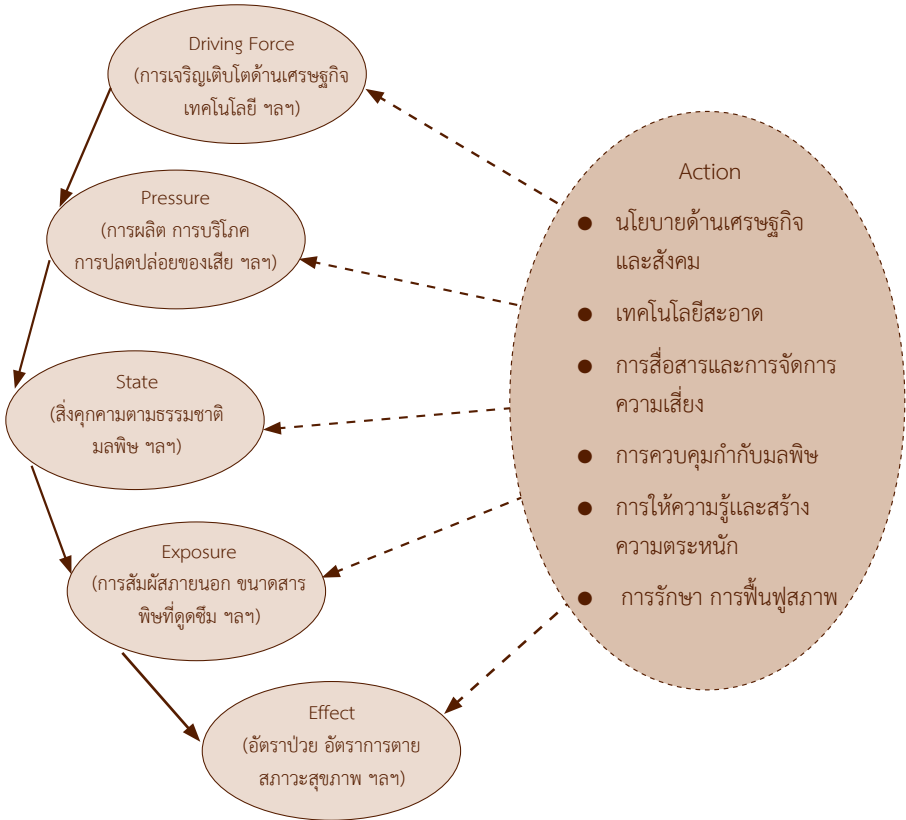 Driving Force
(การเจริญเติบโตด้านเศรษฐกิจ
เทคโนโลยี ฯลฯ)
Pressure
(การผลิต การบริโภค
การปลดปล่อยของเสีย ฯลฯ)
State
(สิ่งคุกคามตามธรรมชาติ
มลพิษ ฯลฯ)
Exposure
(การสัมผัสภายนอก ขนาดสาร
พิษที่ดูดซึม ฯลฯ)
Effect
(อัตราป่วย อัตราการตาย
สภาวะสุขภาพ ฯลฯ)
Action
● นโยบายด้านเศรษฐกิจ
และสังคม
● เทคโนโลยีสะอาด
● การสื่อสารและการจัดการ
ความเสี่ยง
● การควบคุมกำกับมลพิษ
● การให้ความรู้และสร้าง
ความตระหนัก
● การรักษา การฟื้นฟูสภาพ